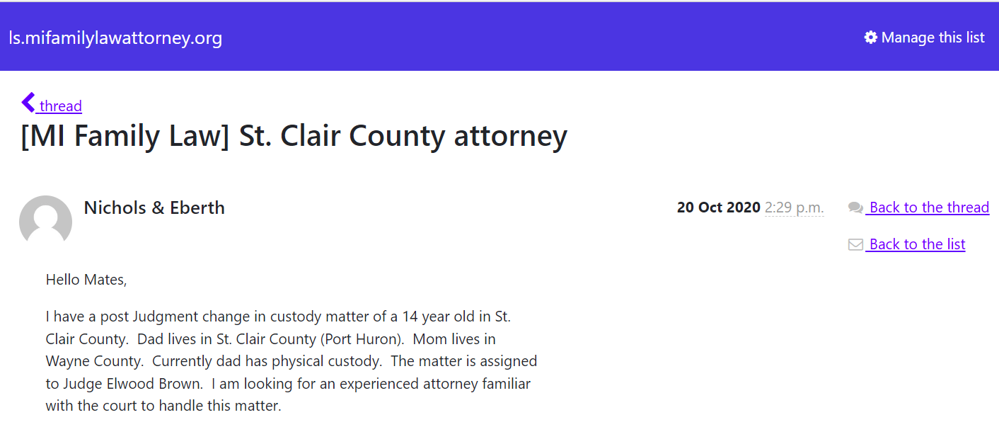 ls.mifamilylawattorney.org
Manage this list
thread
[MI Family Law] St. Clair County attorney
Nichols & Eberth
20 Oct 2020 2:29 p.m.
Back to the thread
Back to the list
Hello Mates,
I have a post Judgment change in custody matter of a 14 year old in St.
Clair County.  Dad lives in St. Clair County (Port Huron).  Mom lives in
Wayne County.  Currently dad has physical custody.  The matter is assigned
to Judge Elwood Brown.  I am looking for an experienced attorney familiar
with the court to handle this matter.